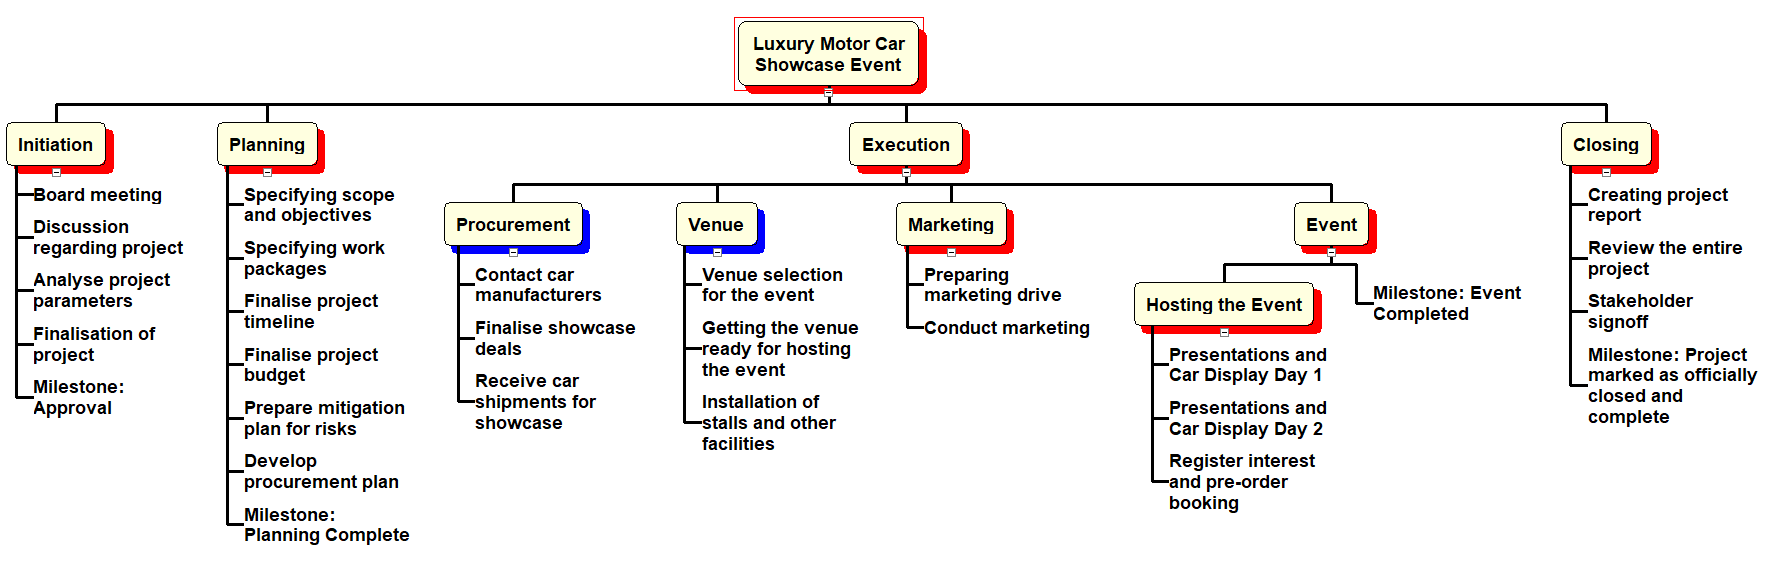 Luxury Motor Car
Showcase Event
Initiation
Board meeting
Discussion
regarding project
Analyse project
parameters
Finalisation of
project
Milestone:
Approval
Planning
Specifying scope
and objectives
Specifying work
packages
Finalise project
timeline
Finalise project
budget
Prepare mitigation
plan for risks
Develop
procurement plan
Milestone:
Planning Complete
Execution
Procurement
Contact car
manufacturers
Finalise showcase
deals
Receive car
shipments for
showcase
Venue
Venue selection
for the event
Getting the venue
ready for hosting
the event
Installation of
stalls and other
facilities
Marketing
Preparing
marketing drive
Conduct marketing
Event
Hosting the Event
Presentations and
Car Display Day 1
Presentations and
Car Display Day 2
Register interest
and pre-order
booking
Milestone: Event
Completed
Closing
Creating project
report
Review the entire
project
Stakeholder
signoff
Milestone: Project
marked as officially
closed and
complete